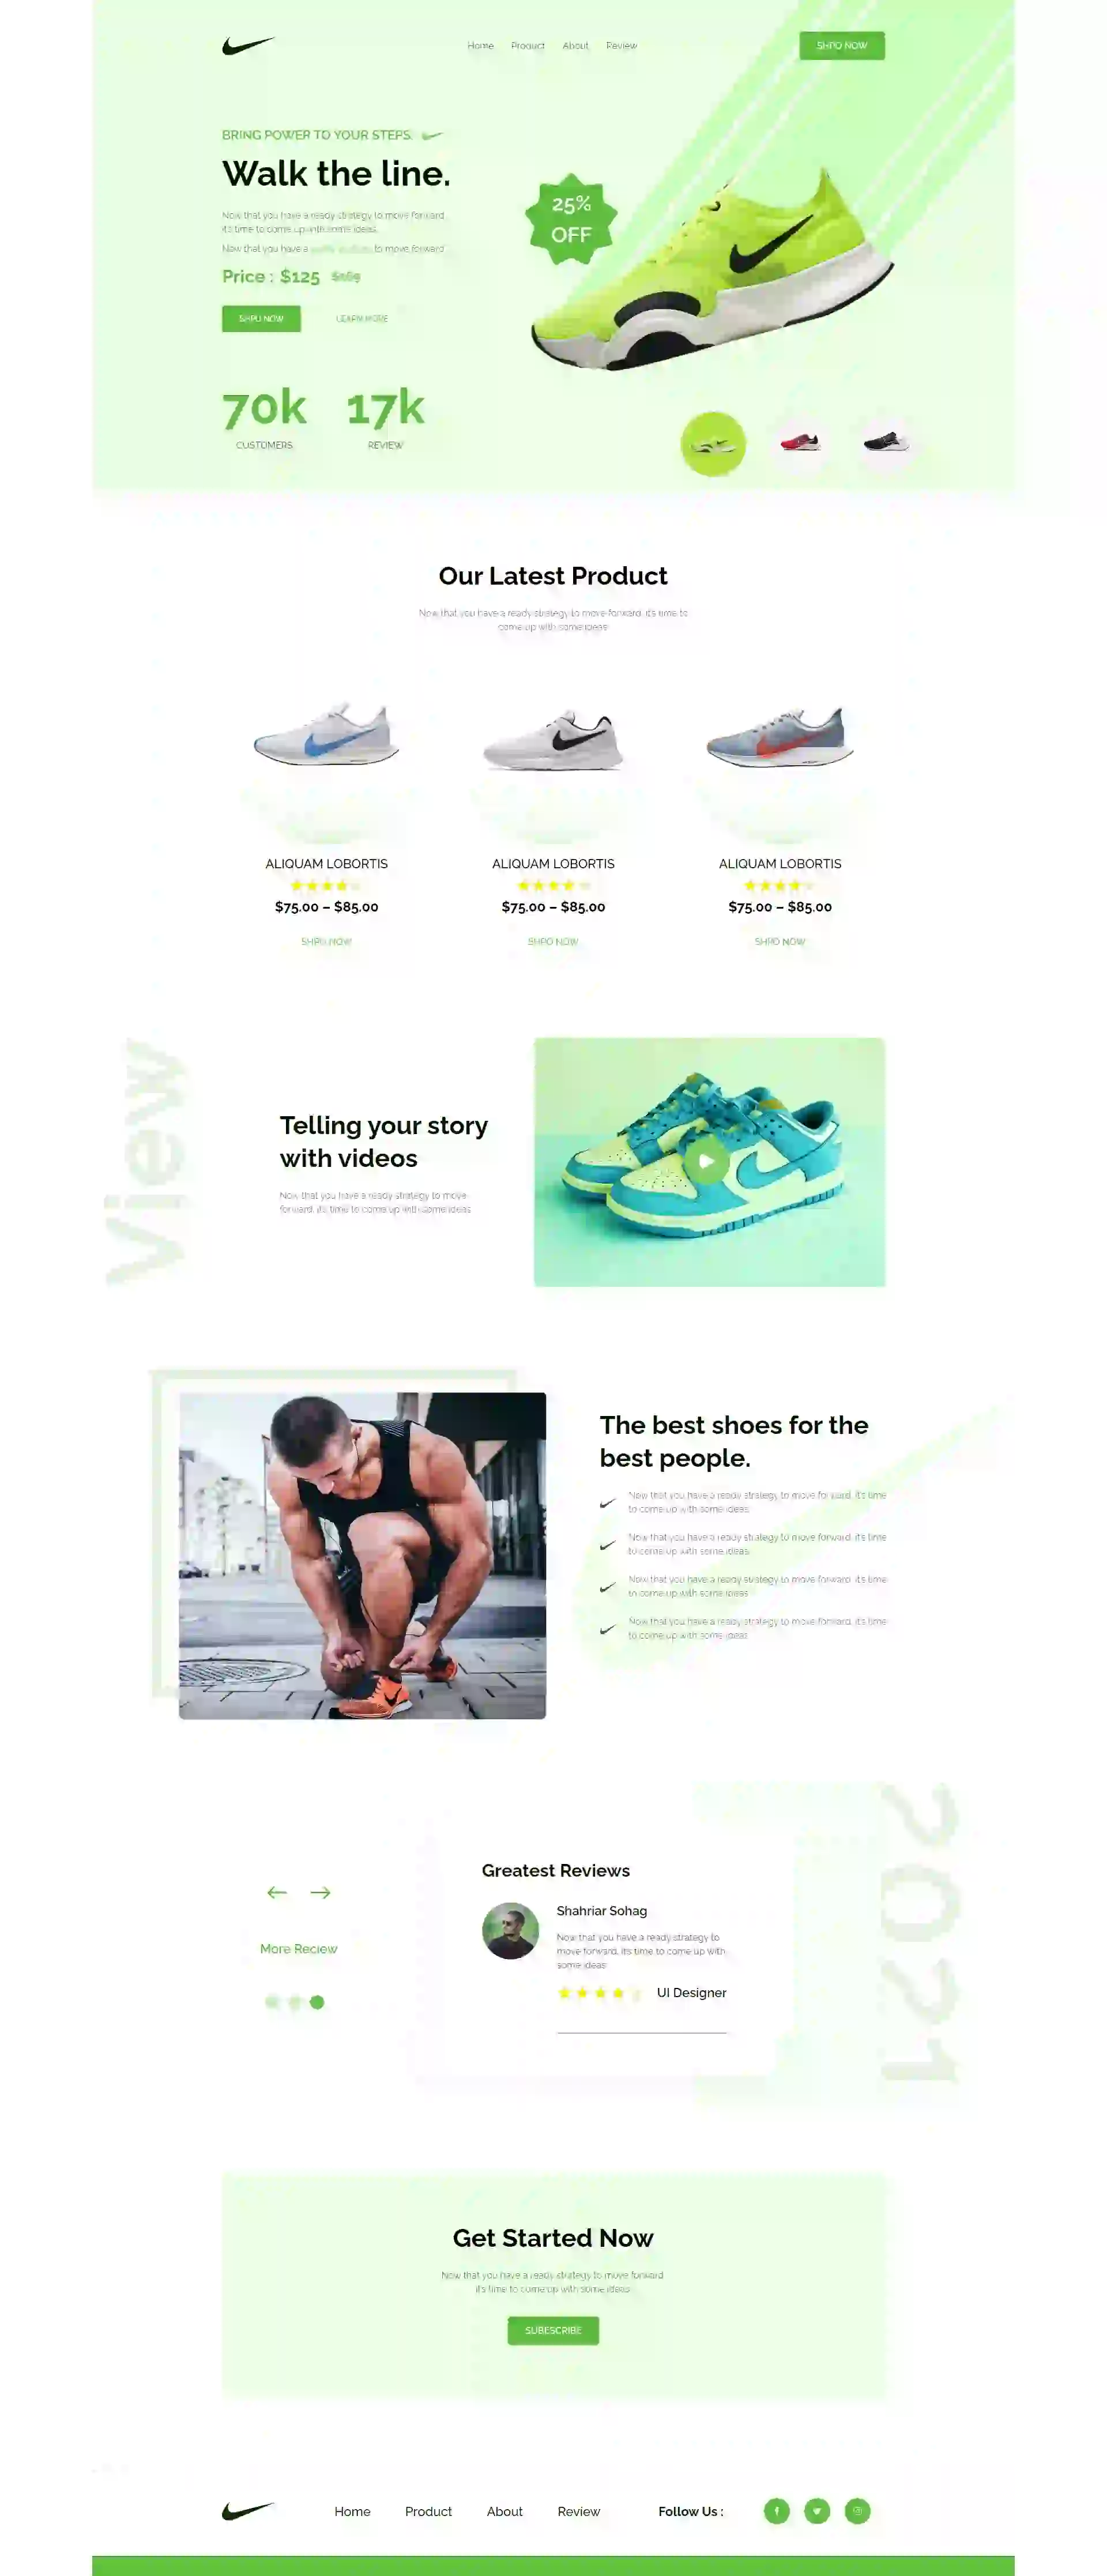 Home Product About Review
SHPO NOW
BRING POWER TO YOUR STEPS.
Walk the line.
Now that you have a ready strategy to move forward,
it's time to come up with some ideas.
Now that you have a to move forward
Price : $125 $169
SHPO NOW
LEARN MORE
25%
OFF
70k
CUSTOMERS
17k
REVIEW
Our Latest Product
Now that you have a ready strategy to move forward, it's time to
come up with some ideas
ALIQUAM LOBORTIS
$75.00 – $85.00
SHPO NOW
ALIQUAM LOBORTIS
$75.00 – $85.00
SHPO NOW
ALIQUAM LOBORTIS
$75.00 – $85.00
SHPO NOW
View
Telling your story
with videos
Now that you have a ready strategy to move
forward, it's time to come up with some ideas
The best shoes for the
best people.
Now that you have a ready strategy to move forward, it's time
to come up with some ideas
Now that you have a ready strategy to move forward, it's time
to come up with some ideas
Now that you have a ready strategy to move forward, it's time
to come up with some ideas
Now that you have a ready strategy to move forward, it's time
to come up with some ideas
More Reciew
Greatest Reviews
Shahriar Sohag
Now that you have a ready strategy to
move forward, it's time to come up with
some ideas
UI Designer
2021
Get Started Now
Now that you have a ready strategy to move forward
it's time to come up with some ideas
SUBESCRIBE
Home Product About Review
Follow Us :